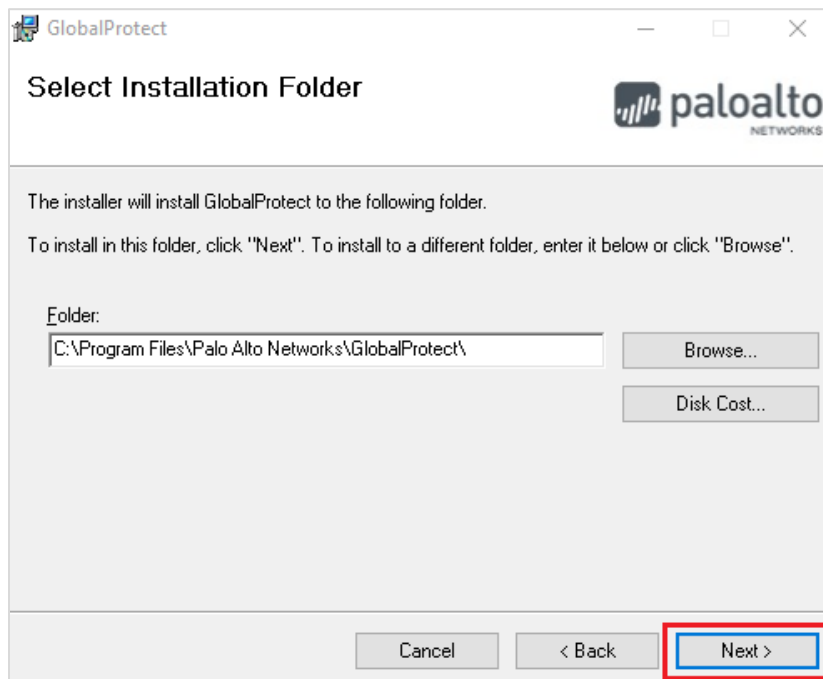 GlobalProtect
Select Installation Folder
paloalto
NETWORKS
The installer will install GlobalProtect to the following folder.
To install in this folder, click "Next". To install to a different folder, enter it below or click "Browse".
Folder:
C:\Program Files\Palo Alto Networks\GlobalProtect\
Browse...
Disk Cost...
Cancel
< Back
Next >